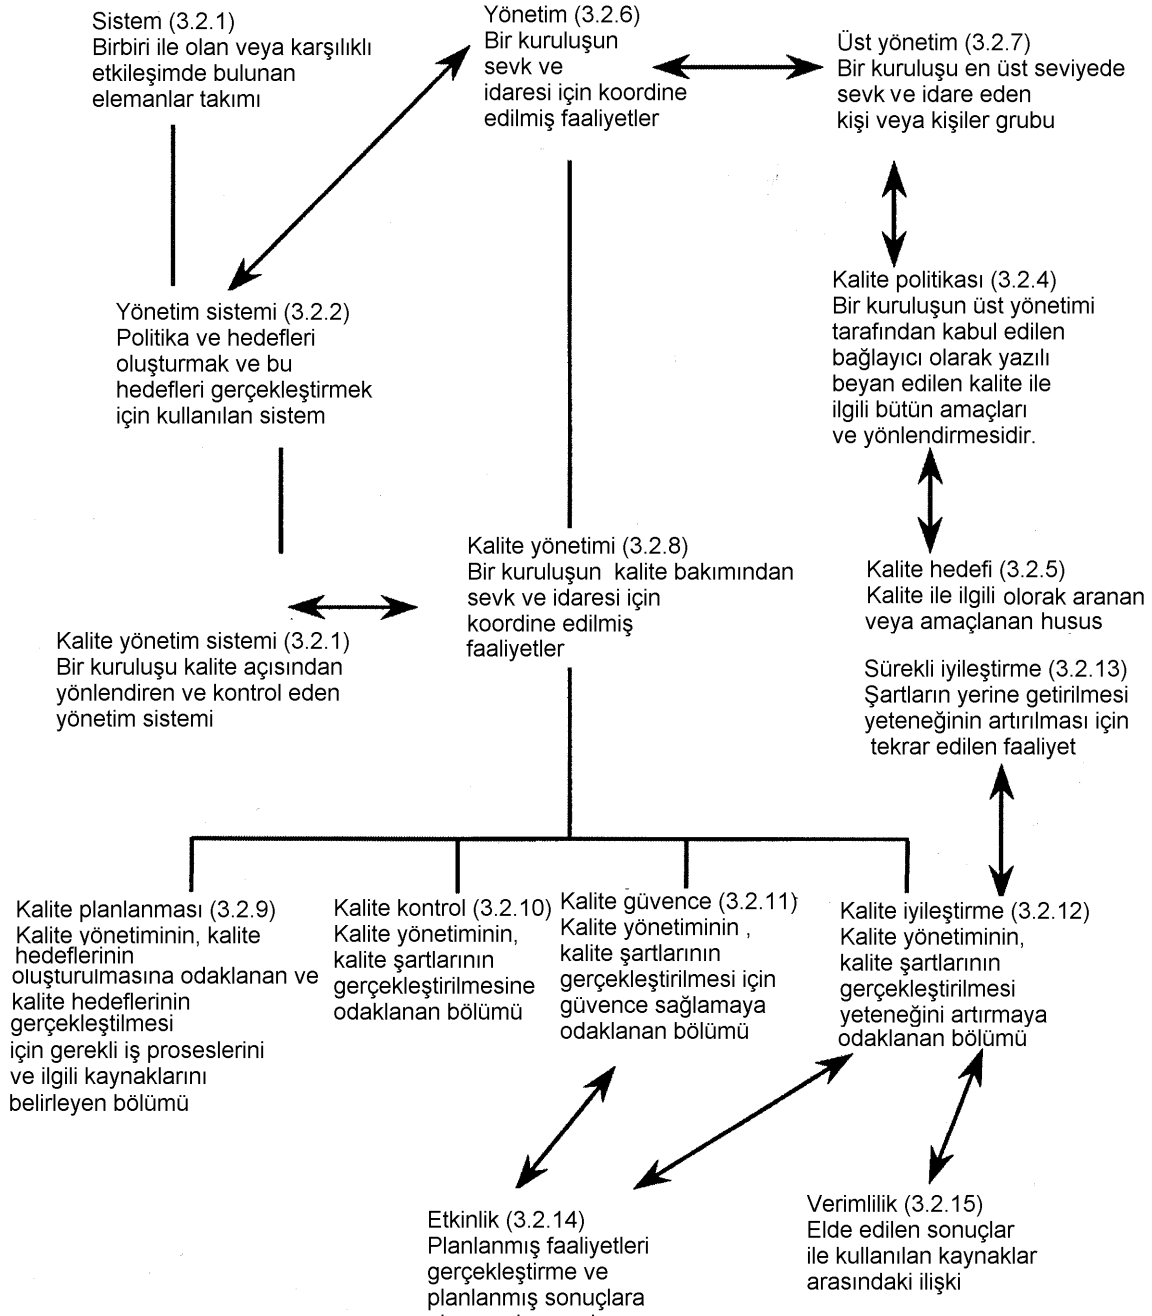 Sistem (3.2.1)
Birbiri ile olan veya karşılıklı
etkileşimde bulunan
elemanlar takımı
Yönetim (3.2.6)
Bir kuruluşun
sevk ve
idaresi için koordine
edilmiş faaliyetler
Üst yönetim (3.2.7)
Bir kuruluşu en üst seviyede
sevk ve idare eden
kişi veya kişiler grubu
Yönetim sistemi (3.2.2)
Politika ve hedefleri
oluşturmak ve bu
hedefleri gerçekleştirmek
için kullanılan sistem
Kalite politikası (3.2.4)
Bir kuruluşun üst yönetimi
tarafından kabul edilen
bağlayıcı olarak yazılı
beyan edilen kalite ile
ilgili bütün amaçları
ve yönlendirmesidir.
Kalite yönetimi (3.2.8)
Bir kuruluşun kalite bakımından
sevk ve idaresi için
koordine edilmiş
faaliyetler
Kalite hedefi (3.2.5)
Kalite ile ilgili olorak aranan
veya amaçlanan husus
Kalite yönetim sistemi (3.2.1)
Bir kuruluşu kalite açısından
yönlendiren ve kontrol eden
yönetim sistemi
Sürekli iyileştirme (3.2.13)
Şartların yerine getirilmesi
yeteneğinin artırılması için
tekrar edilen faaliyet
Kalite planlanması (3.2.9)
Kalite yönetiminin, kalite
hedeflerinin
oluşturulmasına odaklanan ve
kalite hedeflerinin
gerçekleştilmesi
için gerekli iş proseslerini
ve ilgili kaynaklarını
belirleyen bölümü
Kalite kontrol (3.2.10)
Kalite yönetiminin,
kalite şartlarının
gerçekleştirilmesine
odaklanan bölümü
Kalite güvence (3.2.11)
Kalite yönetiminin ,
kalite şartlarının
gerçekleştirilmesi için
güvence sağlamaya
odaklanan bölümü
Kalite iyileştirme (3.2.12)
Kalite yönetiminin,
kalite şartlarının
gerçekleştirilmesi
yeteneğini artırmaya
odaklanan bölümü
Etkinlik (3.2.14)
Planlanmış faaliyetleri
gerçekleştirme ve
planlanmış sonuçlara
Verimlilik (3.2.15)
Elde edilen sonuçlar
ile kullanılan kaynaklar
arasındaki ilişki